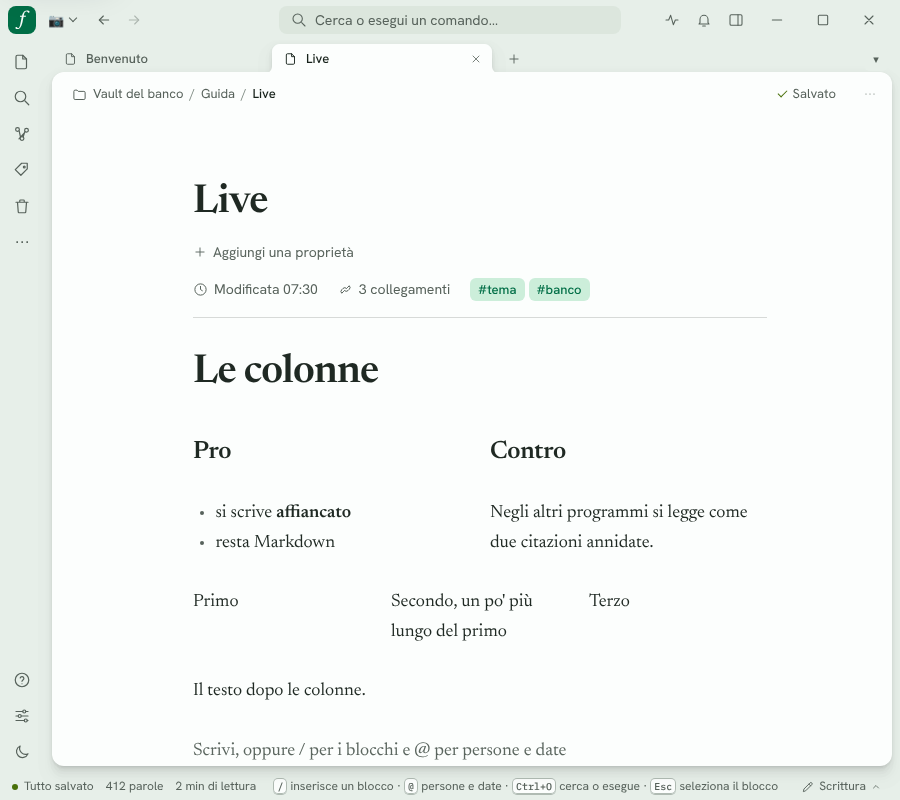 f
Cerca o esegui un comando...
Benvenuto
Live
Vault del banco / Guida / Live
Salvato
Live
Aggiungi una proprietà
Modificata 07:30
3 collegamenti
#tema
#banco
Le colonne
Pro
Contro
• si scrive affiancato
• resta Markdown
Negli altri programmi si legge come
due citazioni annidate.
Primo
Secondo, un po' più
lungo del primo
Terzo
Il testo dopo le colonne.
Scrivi, oppure / per i blocchi e @ per persone e date
Tutto salvato 412 parole 2 min di lettura / inserisce un blocco · @ persone e date · Ctrl+O cerca o esegue · Esc seleziona il blocco Scrittura